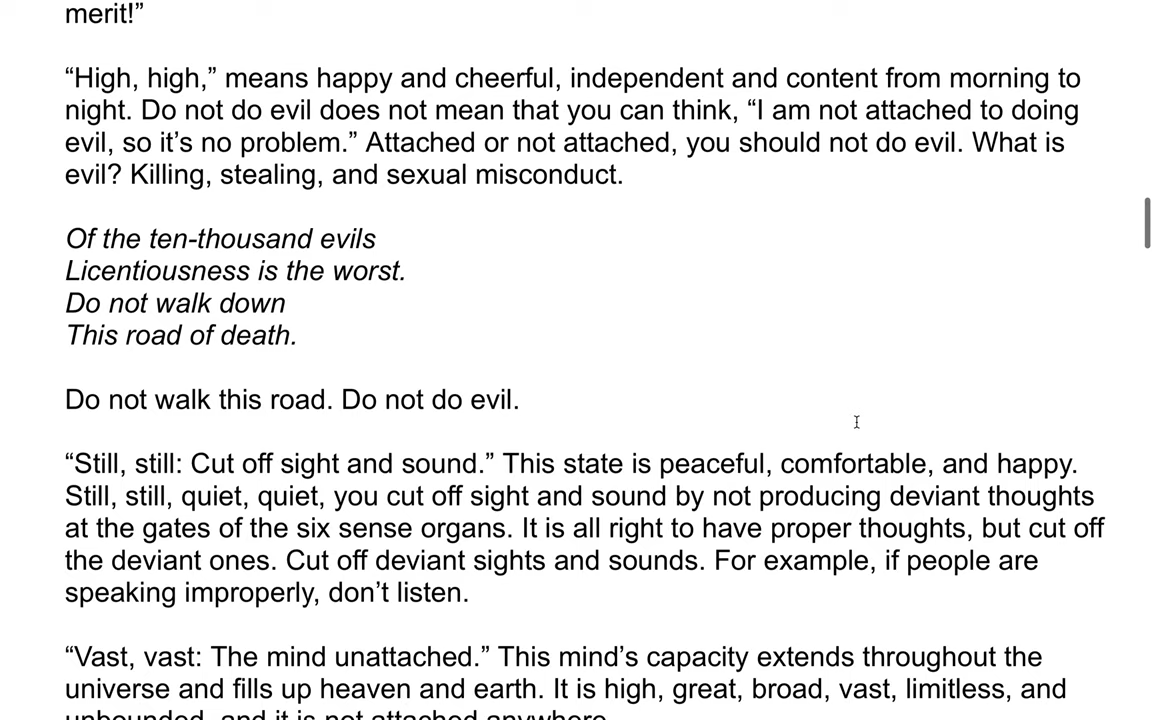 merit!”
“High, high,” means happy and cheerful, independent and content from morning to
night. Do not do evil does not mean that you can think, “I am not attached to doing
evil, so it’s no problem.” Attached or not attached, you should not do evil. What is
evil? Killing, stealing, and sexual misconduct.
Of the ten-thousand evils
Licentiousness is the worst.
Do not walk down
This road of death.
Do not walk this road. Do not do evil.
“Still, still: Cut off sight and sound.” This state is peaceful, comfortable, and happy.
Still, still, quiet, quiet, you cut off sight and sound by not producing deviant thoughts
at the gates of the six sense organs. It is all right to have proper thoughts, but cut off
the deviant ones. Cut off deviant sights and sounds. For example, if people are
speaking improperly, don’t listen.
“Vast, vast: The mind unattached.” This mind’s capacity extends throughout the
universe and fills up heaven and earth. It is high, great, broad, vast, limitless, and
unbounded, and it is not attached anywhere.